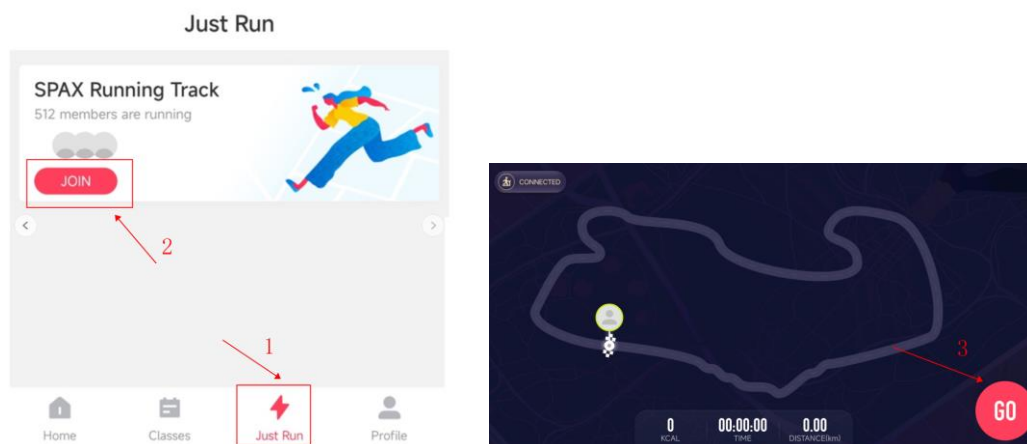 Just Run
SPAX Running Track
512 members are running
JOIN
2
1
Home
Classes
Just Run
Profile
CONNECTED
3
GO
0
KCAL
00:00:00
TIME
0.00
DISTANCE(km)